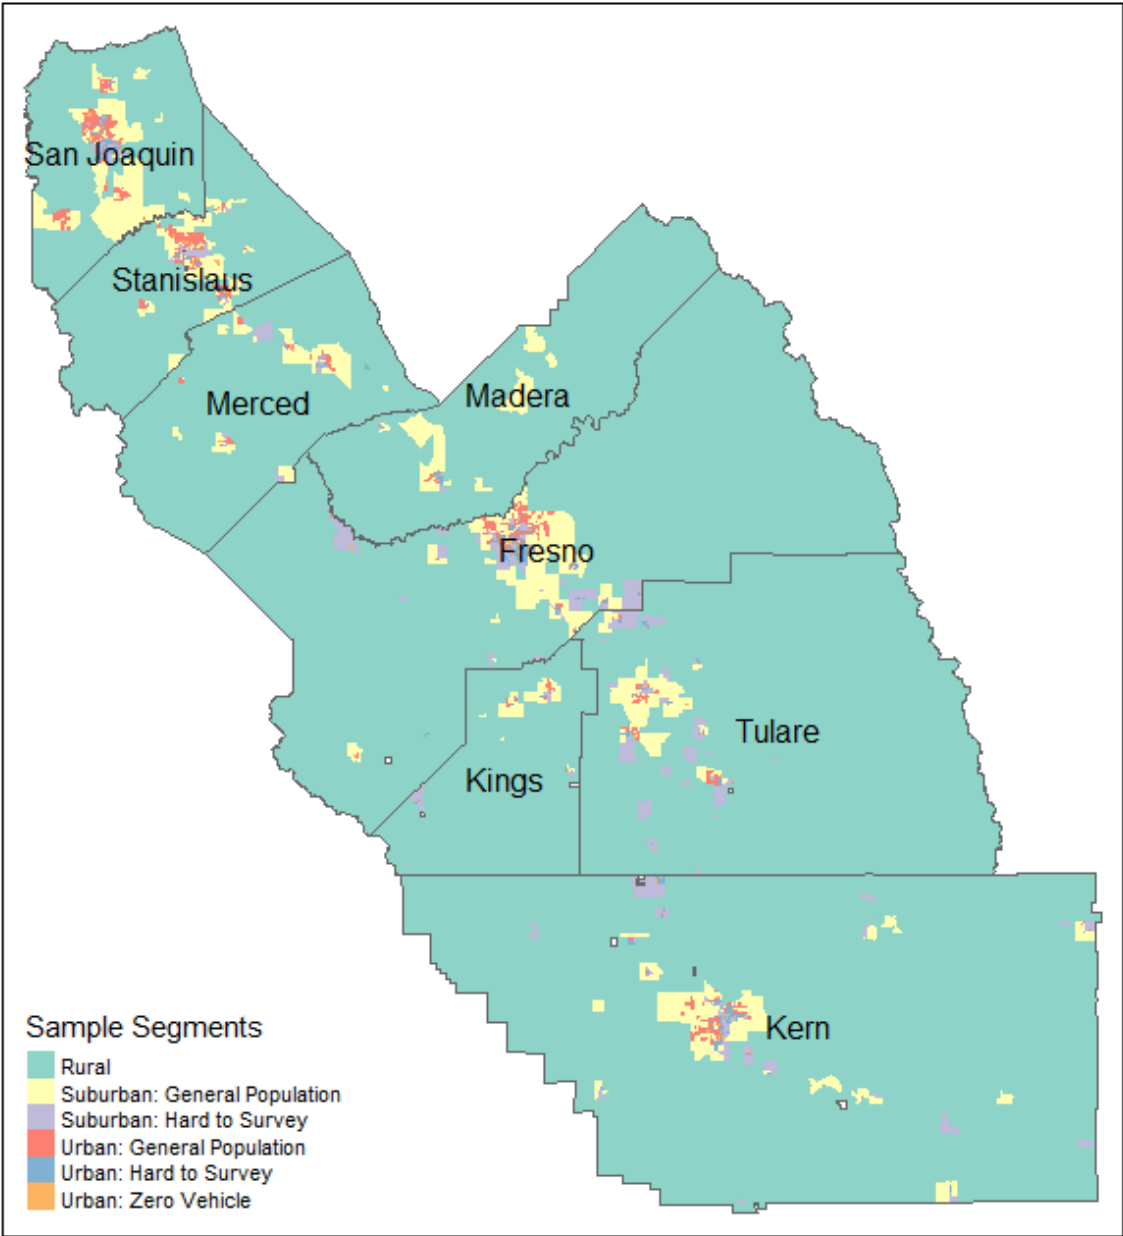 San Joaquin
Stanislaus
Merced
Madera
Fresno
Tulare
Kings
Kern
Sample Segments
Rural
Suburban: General Population
Suburban: Hard to Survey
Urban: General Population
Urban: Hard to Survey
Urban: Zero Vehicle